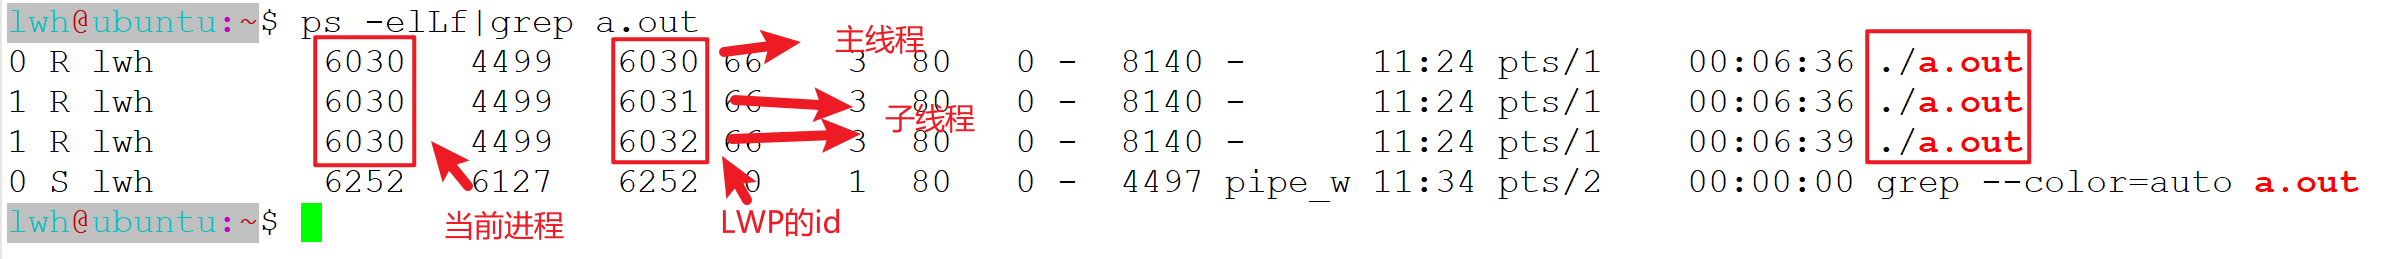 lwh@ubuntu:~$ ps -elLf|grep a.out
主线程
0 R lwh 6030 4499 6030 66 3 80 0 - 8140 - 11:24 pts/1 00:06:36 ./a.out
1 R lwh 6030 4499 6031 66 3 80 0 - 8140 - 11:24 pts/1 00:06:36 ./a.out
子线程
1 R lwh 6030 4499 6032 66 3 80 0 - 8140 - 11:24 pts/1 00:06:39 ./a.out
0 S lwh 6252 6127 6252 0 1 80 0 - 4497 pipe_w 11:34 pts/2 00:00:00 grep --color=auto a.out
lwh@ubuntu:~$
当前进程
LWP的id